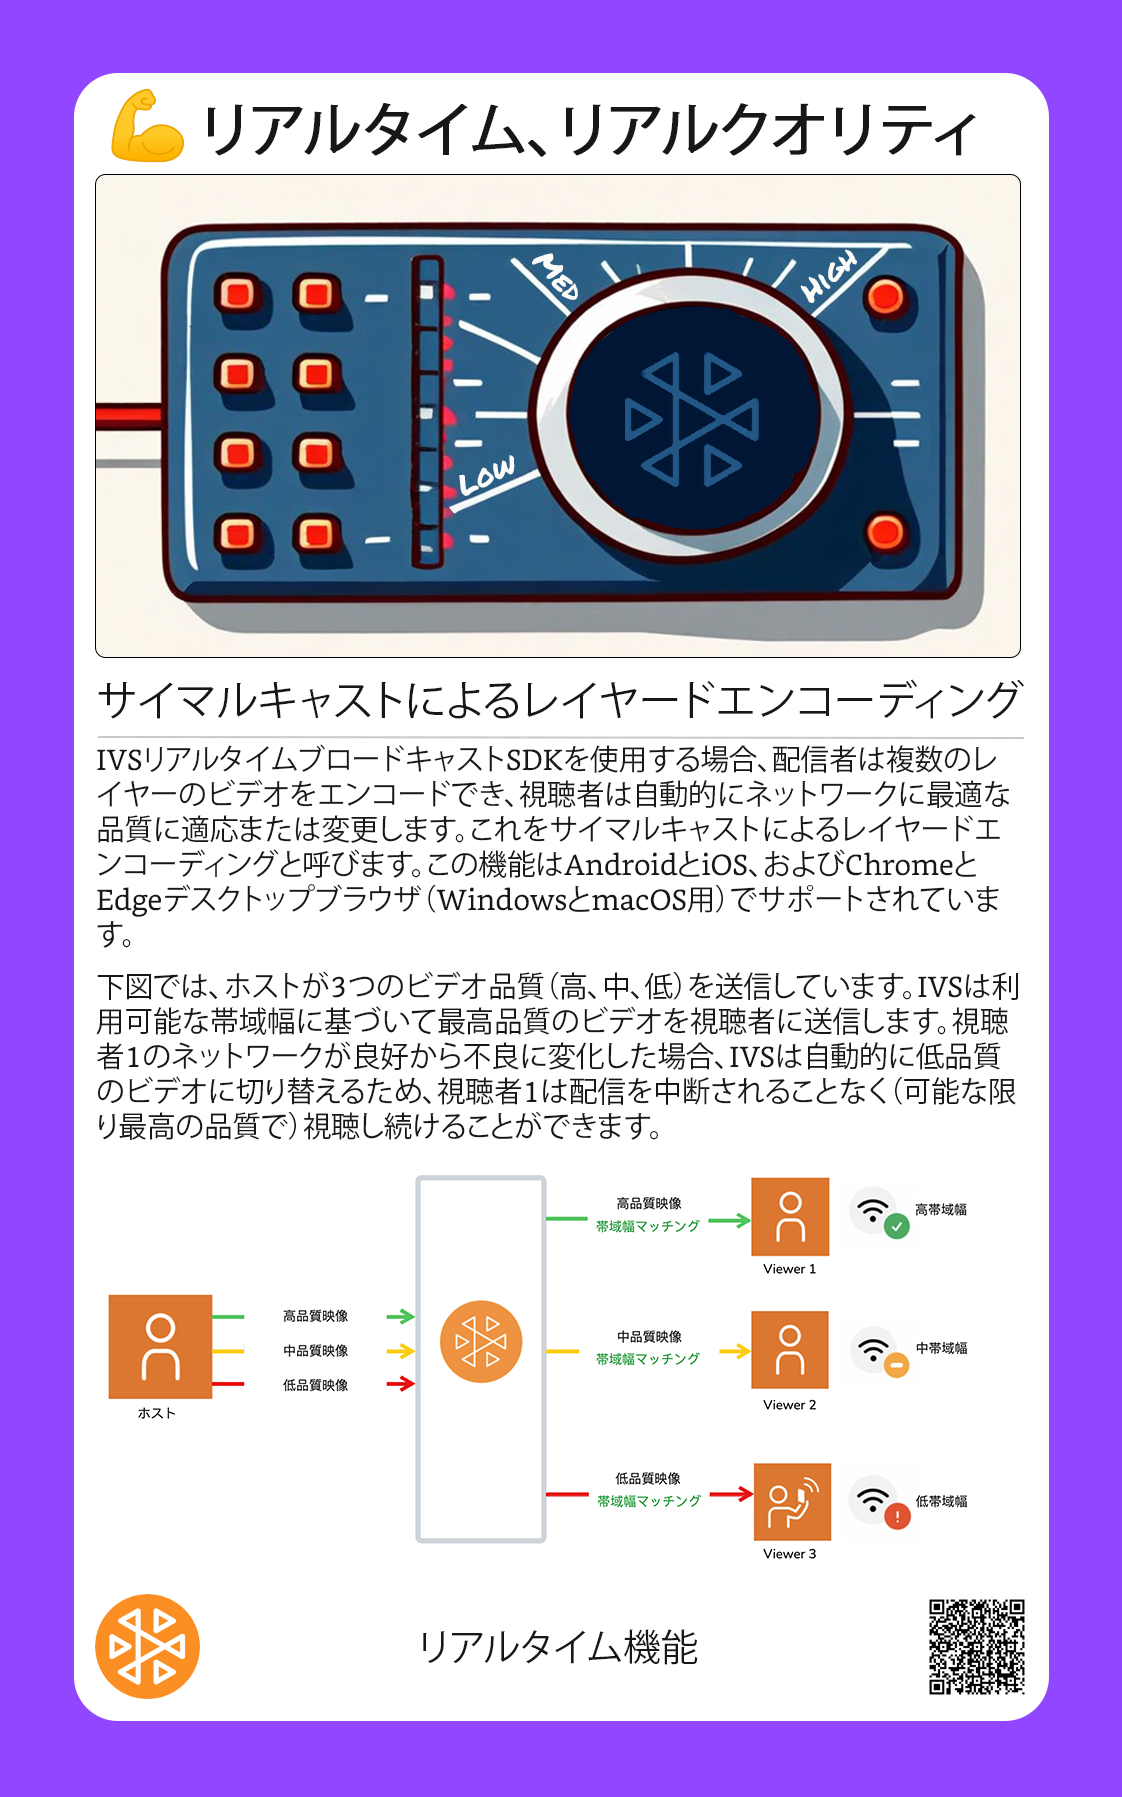 💪 リアルタイム、リアルクオリティ
MED
HIGH
LOW
サイマルキャストによるレイヤードエンコーディング
IVSリアルタイムブロードキャストSDKを使用する場合、配信者は複数のレ
イヤーのビデオをエンコードでき、視聴者は自動的にネットワークに最適な
品質に適応または変更します。これをサイマルキャストによるレイヤードエ
ンコーディングと呼びます。この機能はAndroidとiOS、およびChromeと
Edgeデスクトップブラウザ（WindowsとmacOS用）でサポートされていま
す。
下図では、ホストが3つのビデオ品質（高、中、低）を送信しています。IVSは利
用可能な帯域幅に基づいて最高品質のビデオを視聴者に送信します。視聴
者1のネットワークが良好から不良に変化した場合、IVSは自動的に低品質
のビデオに切り替えるため、視聴者1は配信を中断されることなく（可能な限
り最高の品質で）視聴し続けることができます。
高品質映像
帯域幅マッチング
高帯域幅
Viewer 1
高品質映像
中品質映像
低品質映像
ホスト
中品質映像
帯域幅マッチング
中帯域幅
Viewer 2
低品質映像
帯域幅マッチング
低帯域幅
Viewer 3
リアルタイム機能